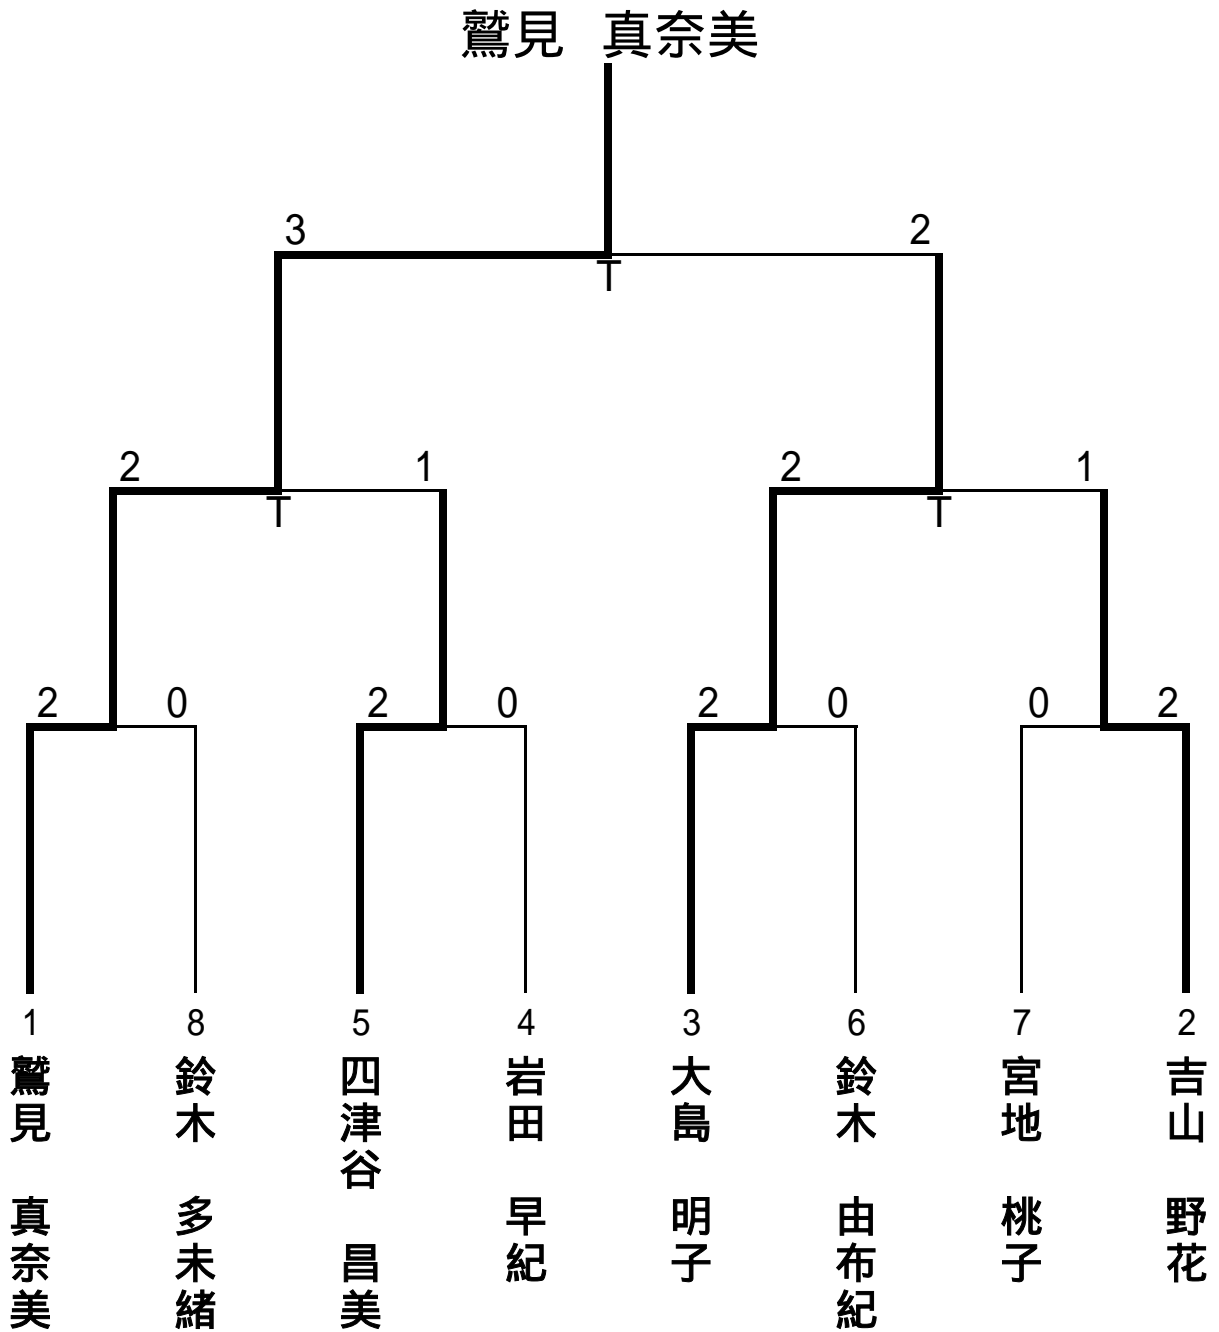 鷲見 真奈美
3 2
T
2 1 2 1
T T
2 0 2 0 2 0 0 2
1 8 5 4 3 6 7 2
鷲見 真奈美
鈴木 多未緒
四津谷 昌美
岩田 早紀
大島 明子
鈴木 由布紀
宮地 桃子
吉山 野花